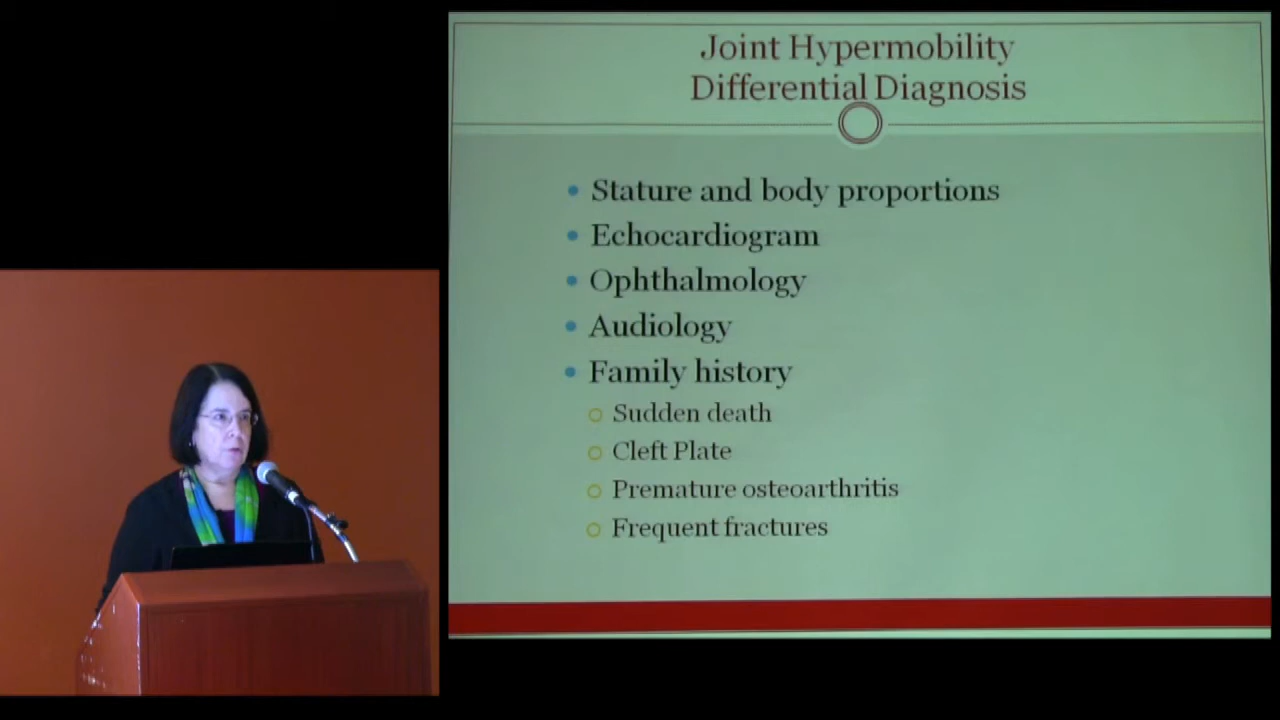 Joint Hypermobility
Differential Diagnosis
Stature and body proportions
Echocardiogram
Ophthalmology
Audiology
Family history
Sudden death
Cleft Plate
Premature osteoarthritis
Frequent fractures